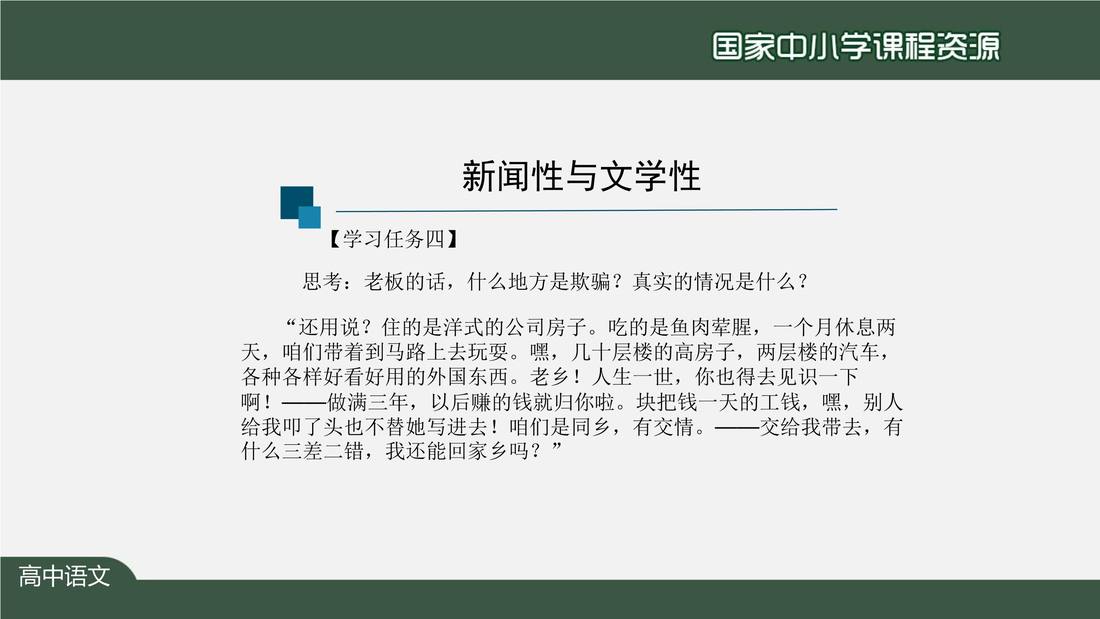 国家中小学课程资源
新闻性与文学性
【学习任务四】
思考：老板的话，什么地方是欺骗？真实的情况是什么？
“还用说？住的是洋式的公司房子。吃的是鱼肉荤腥，一个月休息两
天，咱们带着到马路上去玩耍。嘿，几十层楼的高房子，两层楼的汽车，
各种各样好看好用的外国东西。老乡！人生一世，你也得去见识一下
啊！——做满三年，以后赚的钱就归你啦。块把钱一天的工钱，嘿，别人
给我叩了头也不替她写进去！咱们是同乡，有交情。——交给我带去，有
什么三差二错，我还能回家乡吗？”
高中语文